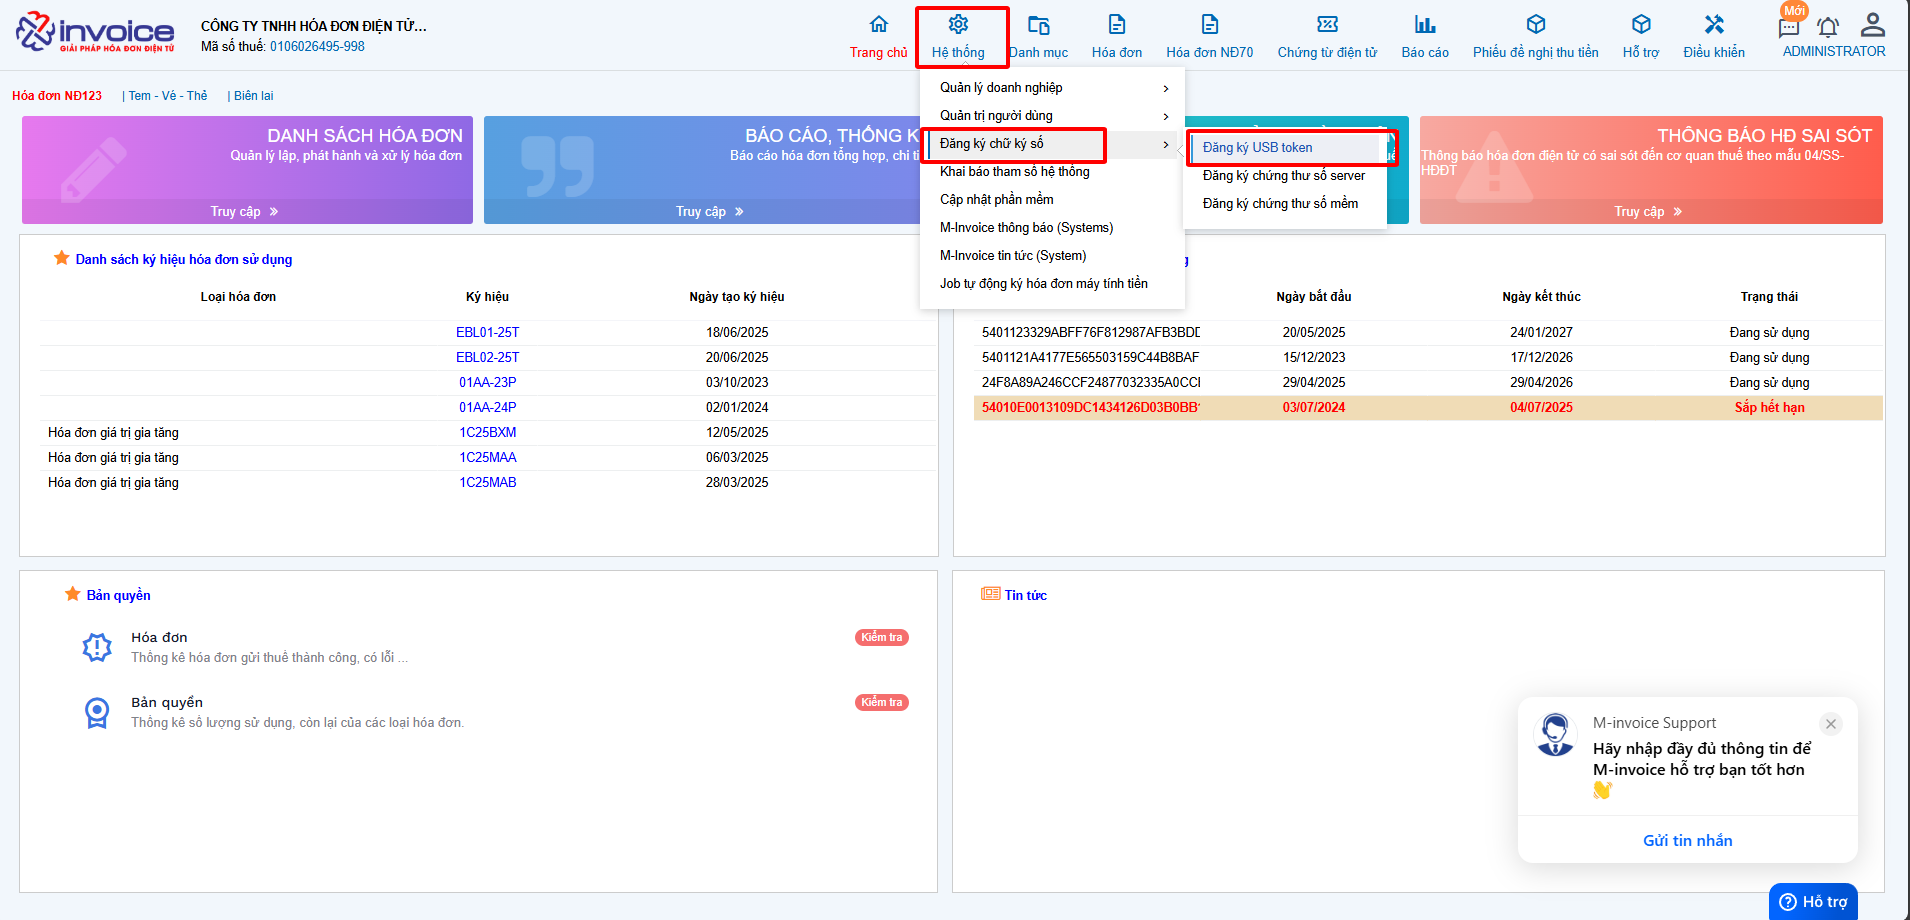 invoice
GIẢI PHÁP HÓA ĐƠN ĐIỆN TỬ
CÔNG TY TNHH HÓA ĐƠN ĐIỆN TỬ...
Mã số thuế: 0106026495-998
Trang chủ
Hệ thống
Danh mục
Hóa đơn
Hóa đơn NĐ70
Chứng từ điện tử
Báo cáo
Phiếu đề nghị thu tiền
Hỗ trợ
Điều khiển
Mới
ADMINISTRATOR
Hóa đơn NĐ123 | Tem - Vé - Thẻ | Biên lai
Quản lý doanh nghiệp
Quản trị người dùng
Đăng ký chữ ký số
Khai báo tham số hệ thống
Cập nhật phần mềm
M-Invoice thông báo (Systems)
M-Invoice tin tức (System)
Job tự động ký hóa đơn máy tính tiền
Đăng ký USB token
Đăng ký chứng thư số server
Đăng ký chứng thư số mềm
DANH SÁCH HÓA ĐƠN
Quản lý lập, phát hành và xử lý hóa đơn
Truy cập »
BÁO CÁO, THỐNG K
Báo cáo hóa đơn tổng hợp, chi ti
Truy cập »
THÔNG BÁO HĐ SAI SÓT
Thông báo hóa đơn điện tử có sai sót đến cơ quan thuế theo mẫu 04/SS-
HĐĐT
Truy cập »
Danh sách ký hiệu hóa đơn sử dụng
Loại hóa đơn Ký hiệu Ngày tạo ký hiệu
EBL01-25T 18/06/2025
EBL02-25T 20/06/2025
01AA-23P 03/10/2023
01AA-24P 02/01/2024
Hóa đơn giá trị gia tăng 1C25BXM 12/05/2025
Hóa đơn giá trị gia tăng 1C25MAA 06/03/2025
Hóa đơn giá trị gia tăng 1C25MAB 28/03/2025
Ngày bắt đầu Ngày kết thúc Trạng thái
5401123329ABFF76F812987AFB3BDD 20/05/2025 24/01/2027 Đang sử dụng
5401121A4177E565503159C44B8BAF 15/12/2023 17/12/2026 Đang sử dụng
24F8A89A246CCF24877032335A0CC 29/04/2025 29/04/2026 Đang sử dụng
54010E0013109DC1434126D03B0BB 03/07/2024 04/07/2025 Sắp hết hạn
Bản quyền
Hóa đơn
Thống kê hóa đơn gửi thuế thành công, có lỗi ...
Kiểm tra
Bản quyền
Thống kê số lượng sử dụng, còn lại của các loại hóa đơn.
Kiểm tra
Tin tức
M-invoice Support
Hãy nhập đầy đủ thông tin để
M-invoice hỗ trợ bạn tốt hơn
Gửi tin nhắn
Hỗ trợ